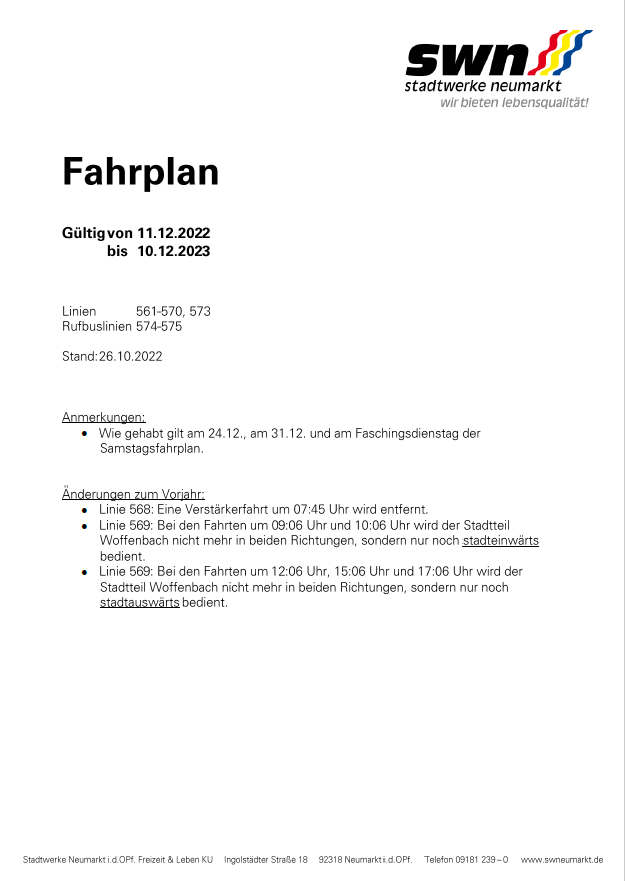 swn
stadtwerke neumarkt
wir bieten lebensqualität!
Fahrplan
Gültig von 11.12.2022
bis 10.12.2023
Linien 561-570, 573
Rufbuslinien 574-575
Stand: 26.10.2022
Anmerkungen:
• Wie gehabt gilt am 24.12., am 31.12. und am Faschingsdienstag der
Samstagsfahrplan.
Änderungen zum Vorjahr:
• Linie 568: Eine Verstärkerfahrt um 07:45 Uhr wird entfernt.
• Linie 569: Bei den Fahrten um 09:06 Uhr und 10:06 Uhr wird der Stadtteil
Woffenbach nicht mehr in beiden Richtungen, sondern nur noch stadteinwärts
bedient.
• Linie 569: Bei den Fahrten um 12:06 Uhr, 15:06 Uhr und 17:06 Uhr wird der
Stadtteil Woffenbach nicht mehr in beiden Richtungen, sondern nur noch
stadtauswärts bedient.
Stadtwerke Neumarkt i.d.OPf. Freizeit & Leben KU Ingolstädter Straße 18 92318 Neumarkt i.d.OPf. Telefon 09181 239–0 www.swneumarkt.de